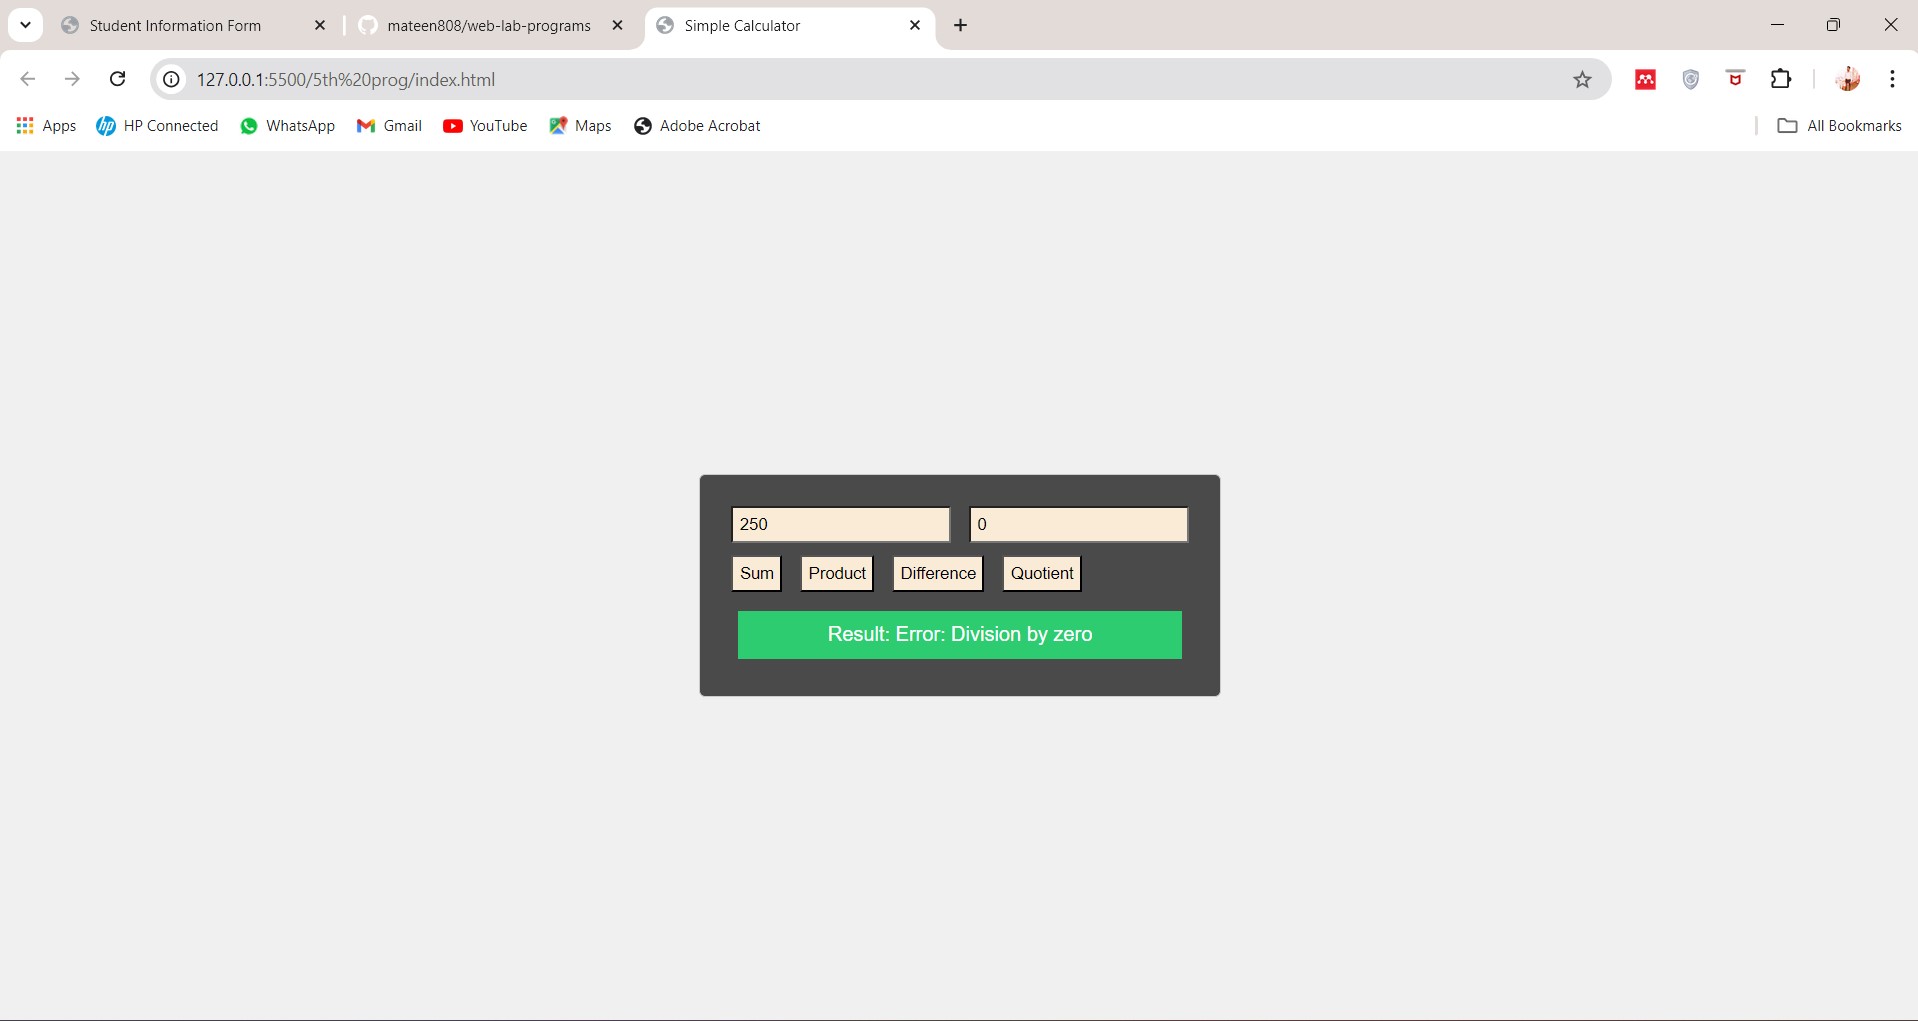 Student Information Form
mateen808/web-lab-programs
Simple Calculator
127.0.0.1:5500/5th%20prog/index.html
Apps
hp HP Connected
WhatsApp
Gmail
YouTube
Maps
Adobe Acrobat
All Bookmarks
250
0
Sum
Product
Difference
Quotient
Result: Error: Division by zero